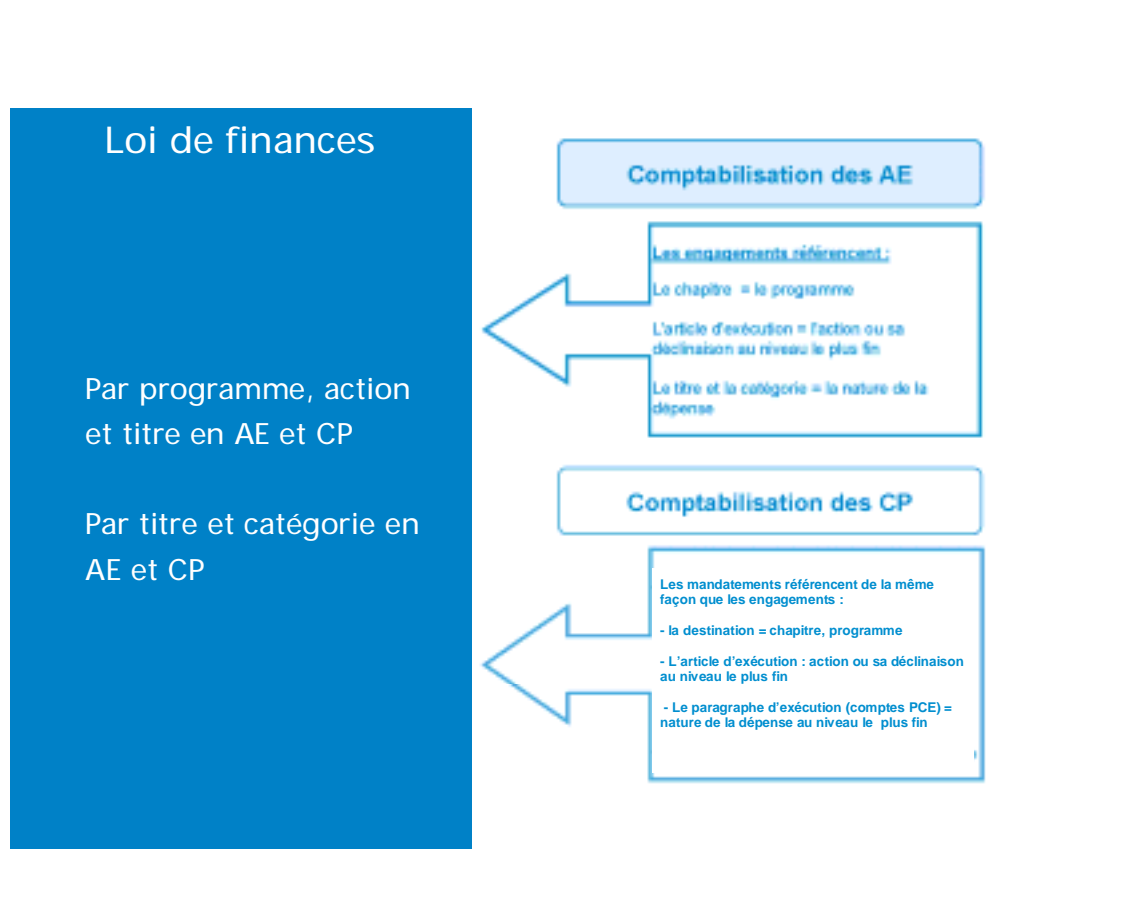 Loi de finances
Par programme, action
et titre en AE et CP
Par titre et catégorie en
AE et CP
Comptabilisation des AE
Les engagements référencent :
Le chapitre = le programme
L'article d'exécution = l'action ou sa
déclinaison au niveau le plus fin
Le titre et la catégorie = la nature de la
dépense
Comptabilisation des CP
Les mandatements référencent de la même
façon que les engagements :
- la destination = chapitre, programme
- L'article d'exécution : action ou sa déclinaison
au niveau le plus fin
- Le paragraphe d'exécution (comptes PCE) =
nature de la dépense au niveau le plus fin